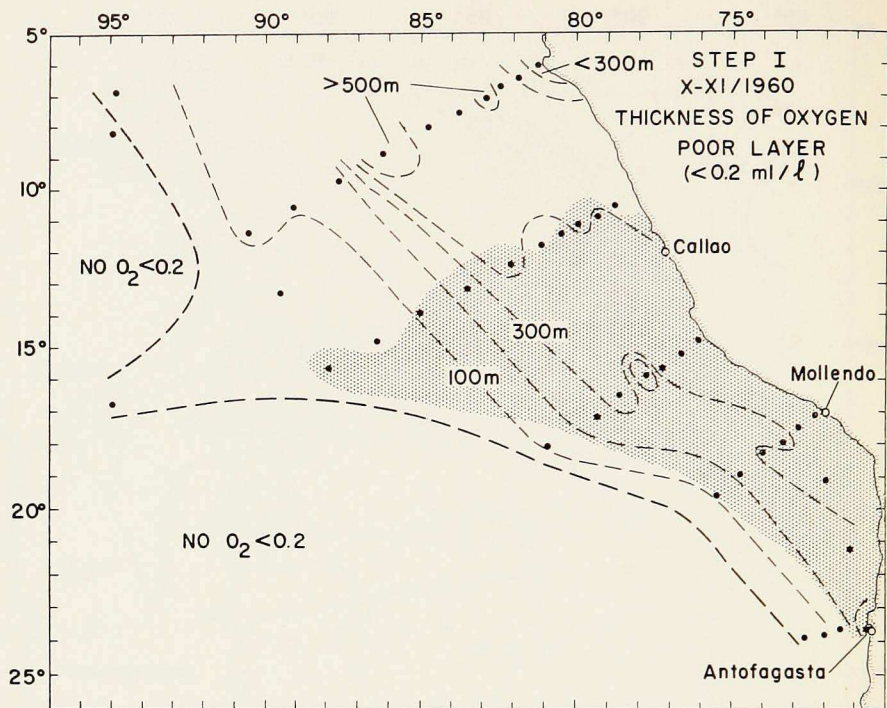 95° 90° 85° 80° 75°
5°
10°
15°
20°
25°
STEP I
X-XI/1960
THICKNESS OF OXYGEN
POOR LAYER
(<0.2 ml/ℓ)
>500m
<300m
Callao
NO O₂<0.2
300m
100m
Mollendo
NO O₂<0.2
Antofagasta